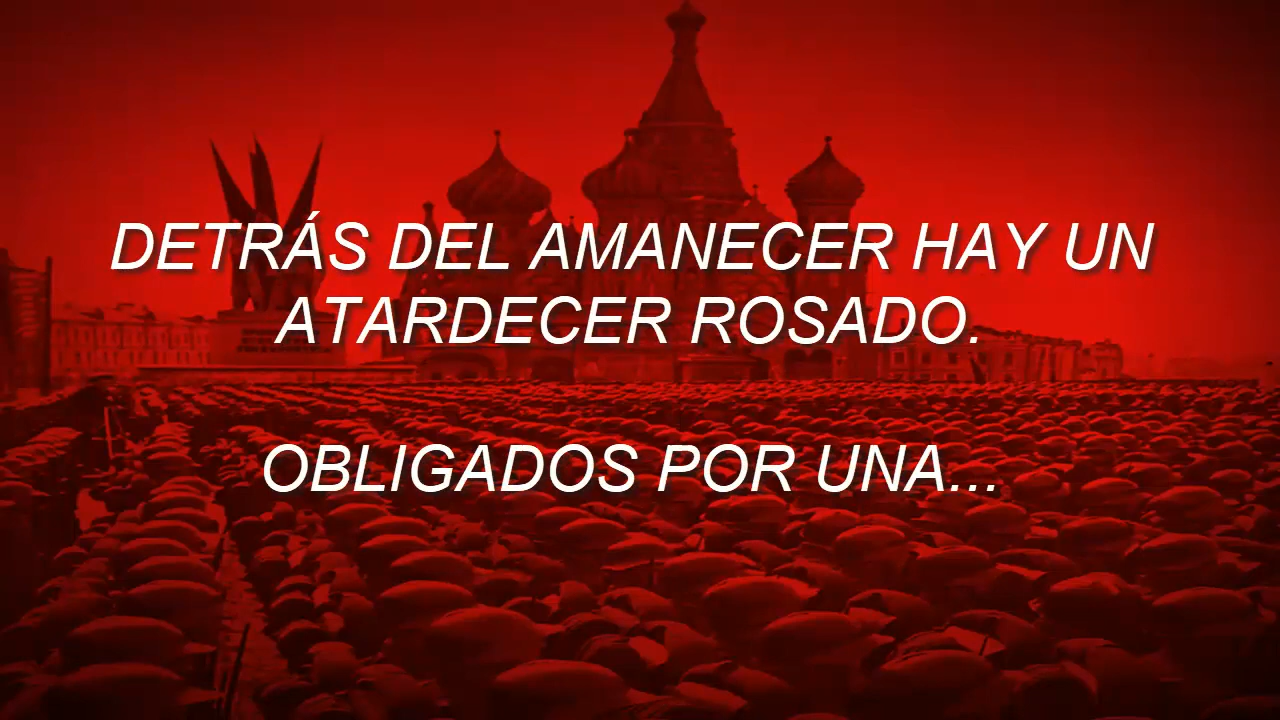 DETRÁS DEL AMANECER HAY UN
ATARDECER ROSADO.
OBLIGADOS POR UNA...